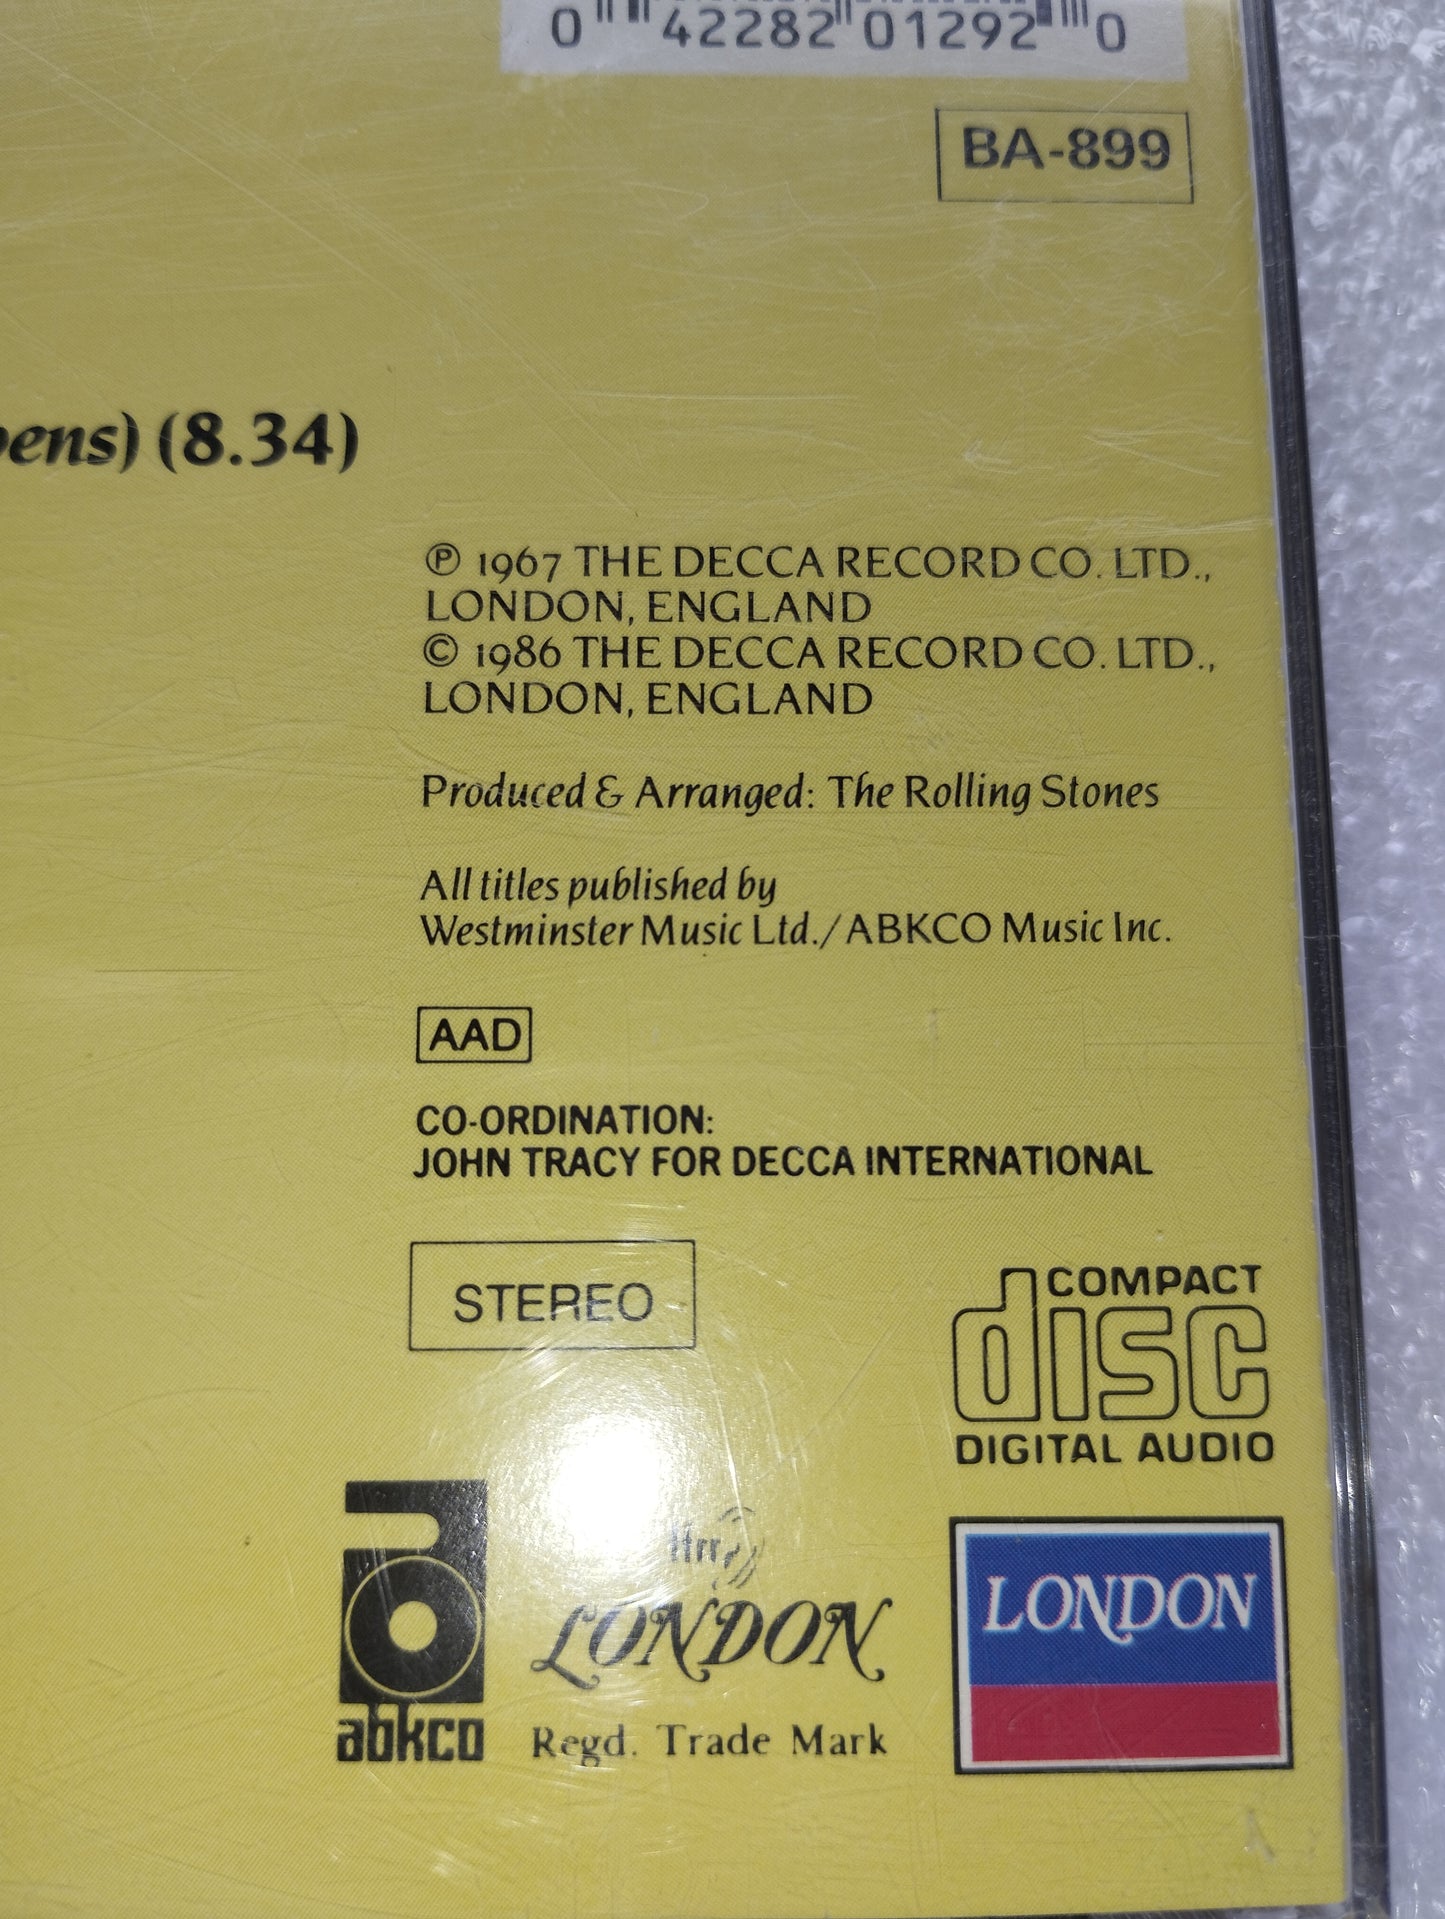 0 42282 01292 0
BA-899
pens) (8.34)
℗ 1967 THE DECCA RECORD CO. LTD.,
LONDON, ENGLAND
© 1986 THE DECCA RECORD CO. LTD.,
LONDON, ENGLAND
Produced & Arranged: The Rolling Stones
All titles published by
Westminster Music Ltd./ABKCO Music Inc.
AAD
CO-ORDINATION:
JOHN TRACY FOR DECCA INTERNATIONAL
STEREO
COMPACT
disc
DIGITAL AUDIO
abkco
ffrr
LONDON
Regd. Trade Mark
LONDON